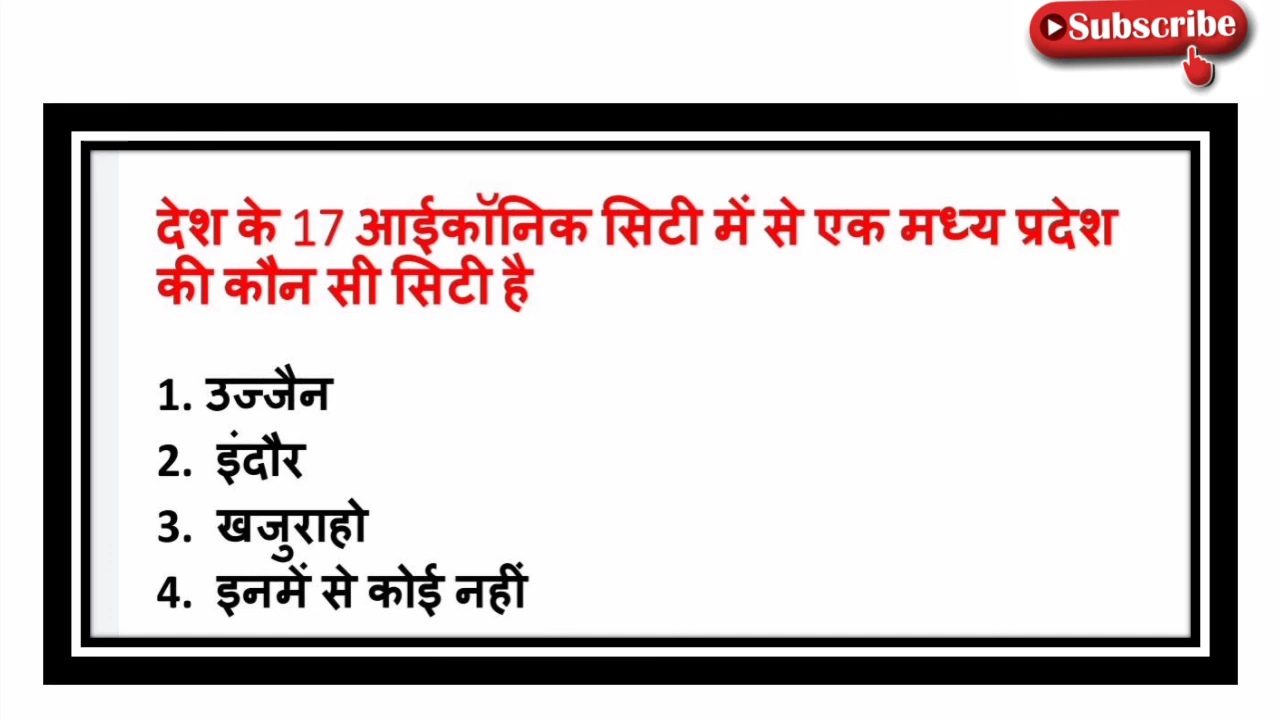 Subscribe
देश के 17 आईकॉनिक सिटी में से एक मध्य प्रदेश
की कौन सी सिटी है
1. उज्जैन
2. इंदौर
3. खजुराहो
4. इनमें से कोई नहीं